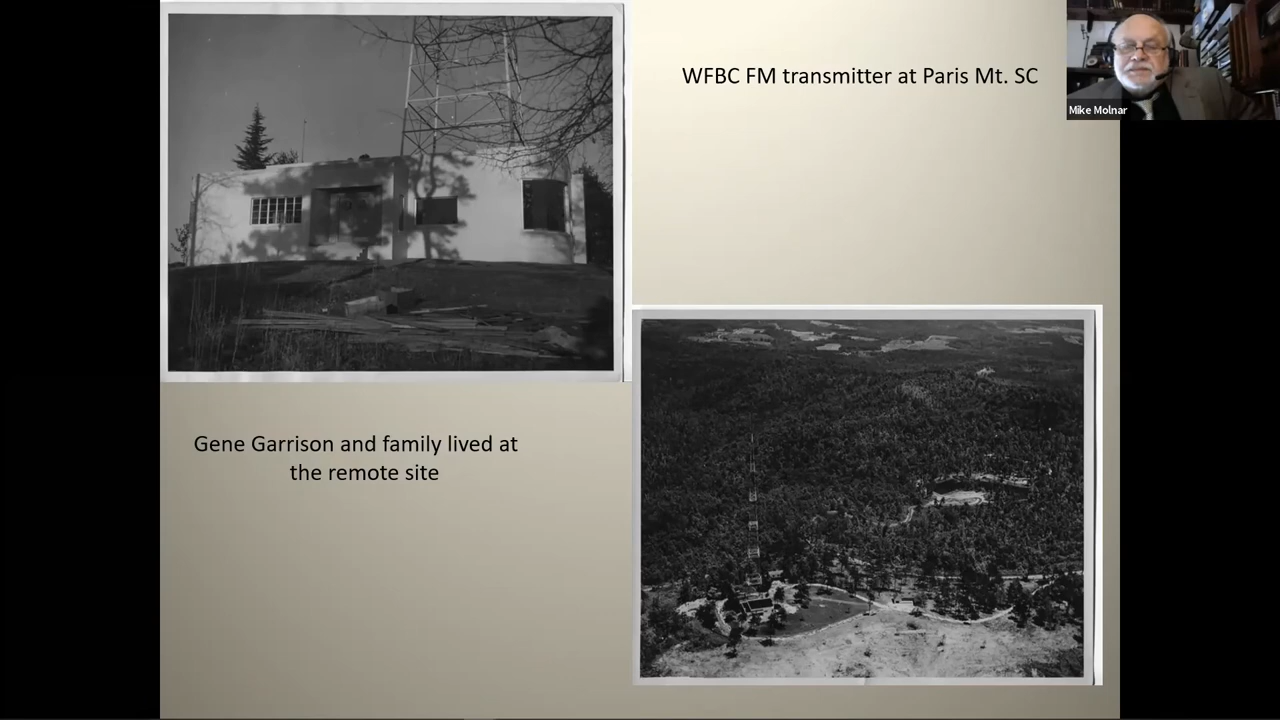 WFBC FM transmitter at Paris Mt. SC
Mike Molnar
Gene Garrison and family lived at
the remote site